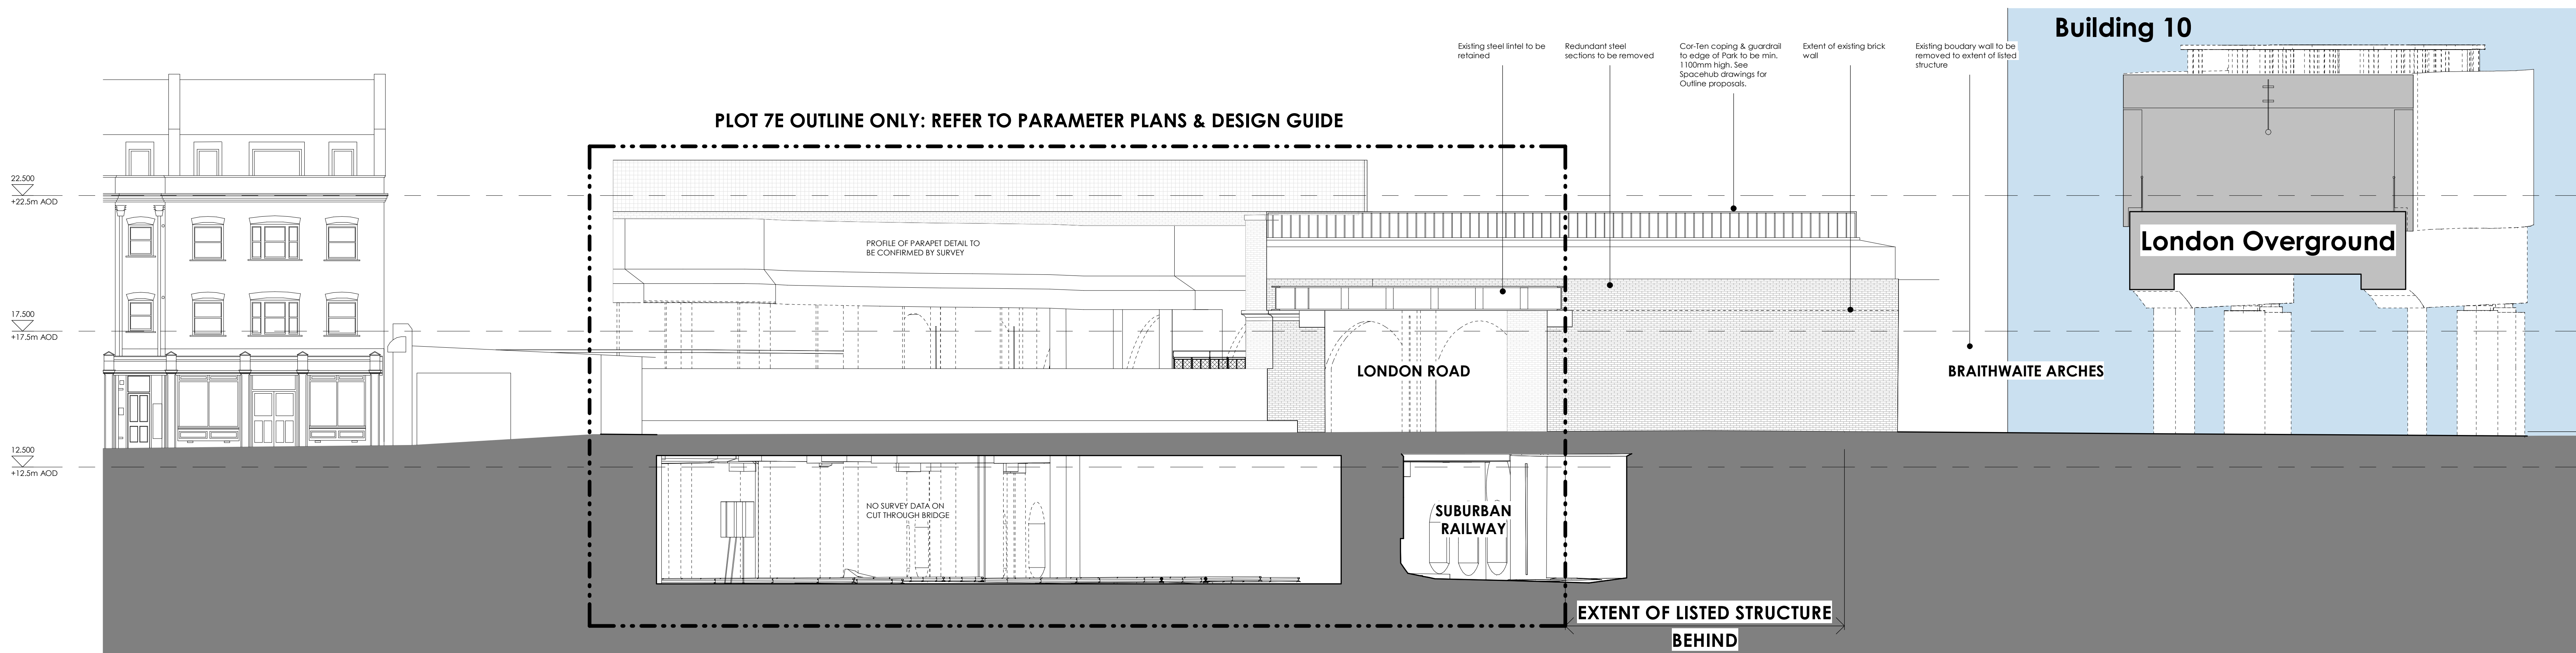 Building 10
Existing steel lintel to be
retained
Redundant steel
sections to be removed
Cor-Ten coping & guardrail
to edge of Park to be min.
1100mm high. See
Spacehub drawings for
Outline proposals.
Extent of existing brick
wall
Existing boudary wall to be
removed to extent of listed
structure
PLOT 7E OUTLINE ONLY: REFER TO PARAMETER PLANS & DESIGN GUIDE
22.500
+22.5m AOD
PROFILE OF PARAPET DETAIL TO
BE CONFIRMED BY SURVEY
London Overground
17.500
+17.5m AOD
LONDON ROAD
BRAITHWAITE ARCHES
12.500
+12.5m AOD
NO SURVEY DATA ON
CUT THROUGH BRIDGE
SUBURBAN
RAILWAY
EXTENT OF LISTED STRUCTURE
BEHIND